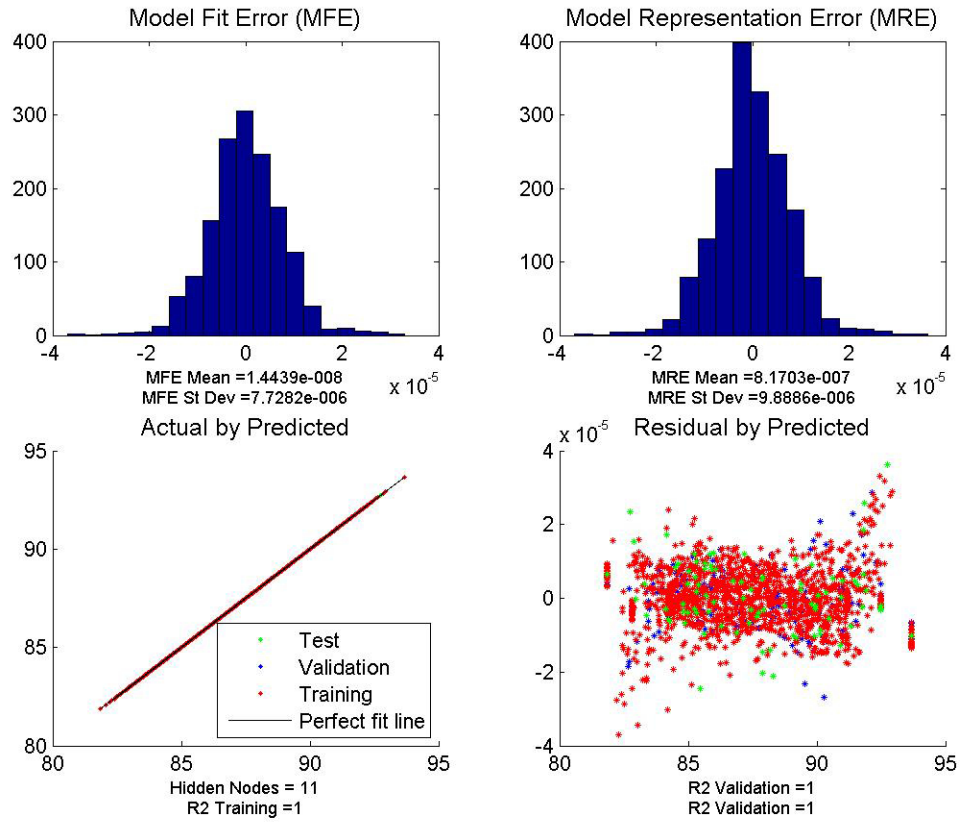 Model Fit Error (MFE)
400
300
200
100
0
-4
-2
0
2
4
x 10^-5
MFE Mean =1.4439e-008
MFE St Dev =7.7282e-006
Model Representation Error (MRE)
400
300
200
100
0
-4
-2
0
2
4
x 10^-5
MRE Mean =8.1703e-007
MRE St Dev =9.8886e-006
Actual by Predicted
95
90
85
80
80
85
90
95
Test
Validation
Training
Perfect fit line
Hidden Nodes = 11
R2 Training =1
Residual by Predicted
x 10^-5
4
2
0
-2
-4
80
85
90
95
R2 Validation =1
R2 Validation =1